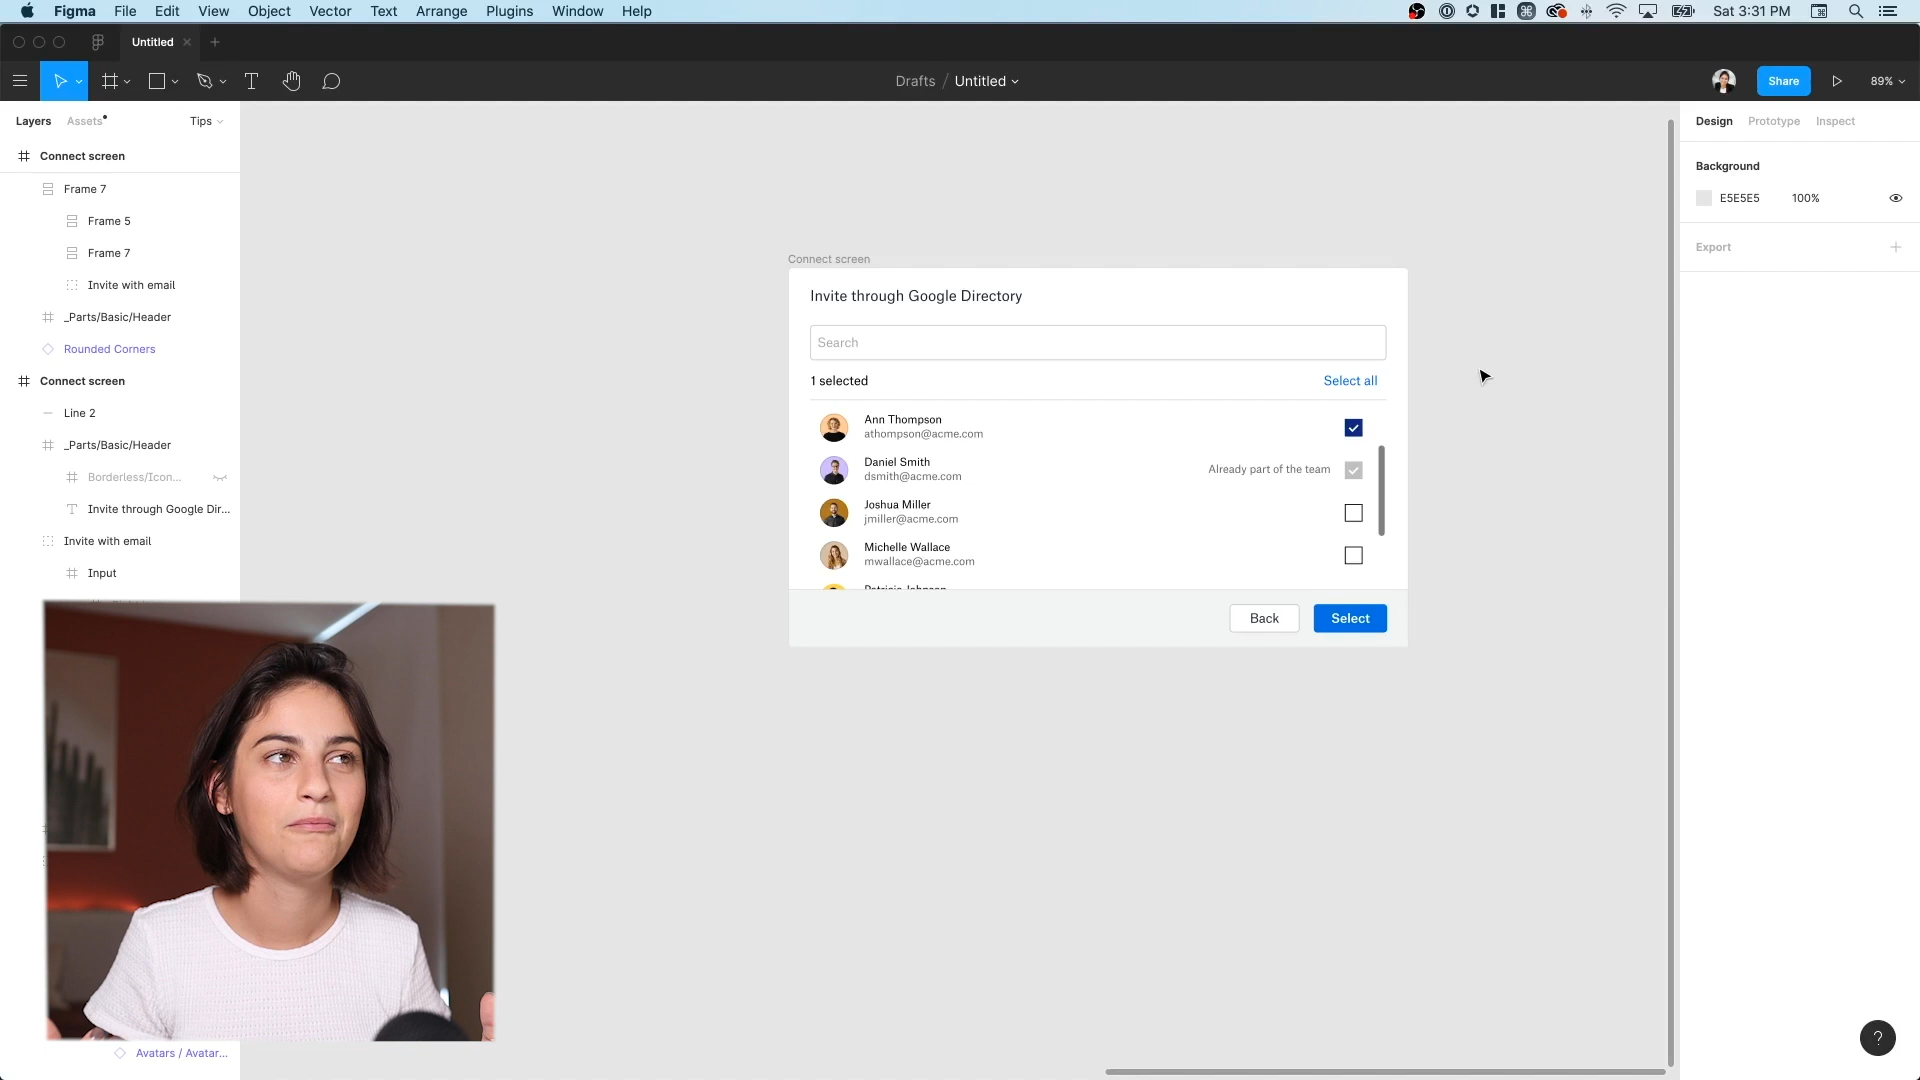 Figma File Edit View Object Vector Text Arrange Plugins Window Help Sat 3:31 PM
Untitled
Drafts / Untitled
Share
89%
Layers Assets Tips
Connect screen
Frame 7
Frame 5
Frame 7
Invite with email
_Parts/Basic/Header
Rounded Corners
Connect screen
Line 2
_Parts/Basic/Header
Borderless/Icon...
Invite through Google Dir...
Invite with email
Input
Avatars / Avatar...
Connect screen
Invite through Google Directory
Search
1 selected Select all
Ann Thompson
athompson@acme.com
Daniel Smith
dsmith@acme.com
Already part of the team
Joshua Miller
jmiller@acme.com
Michelle Wallace
mwallace@acme.com
Back Select
Design Prototype Inspect
Background
E5E5E5 100%
Export
?